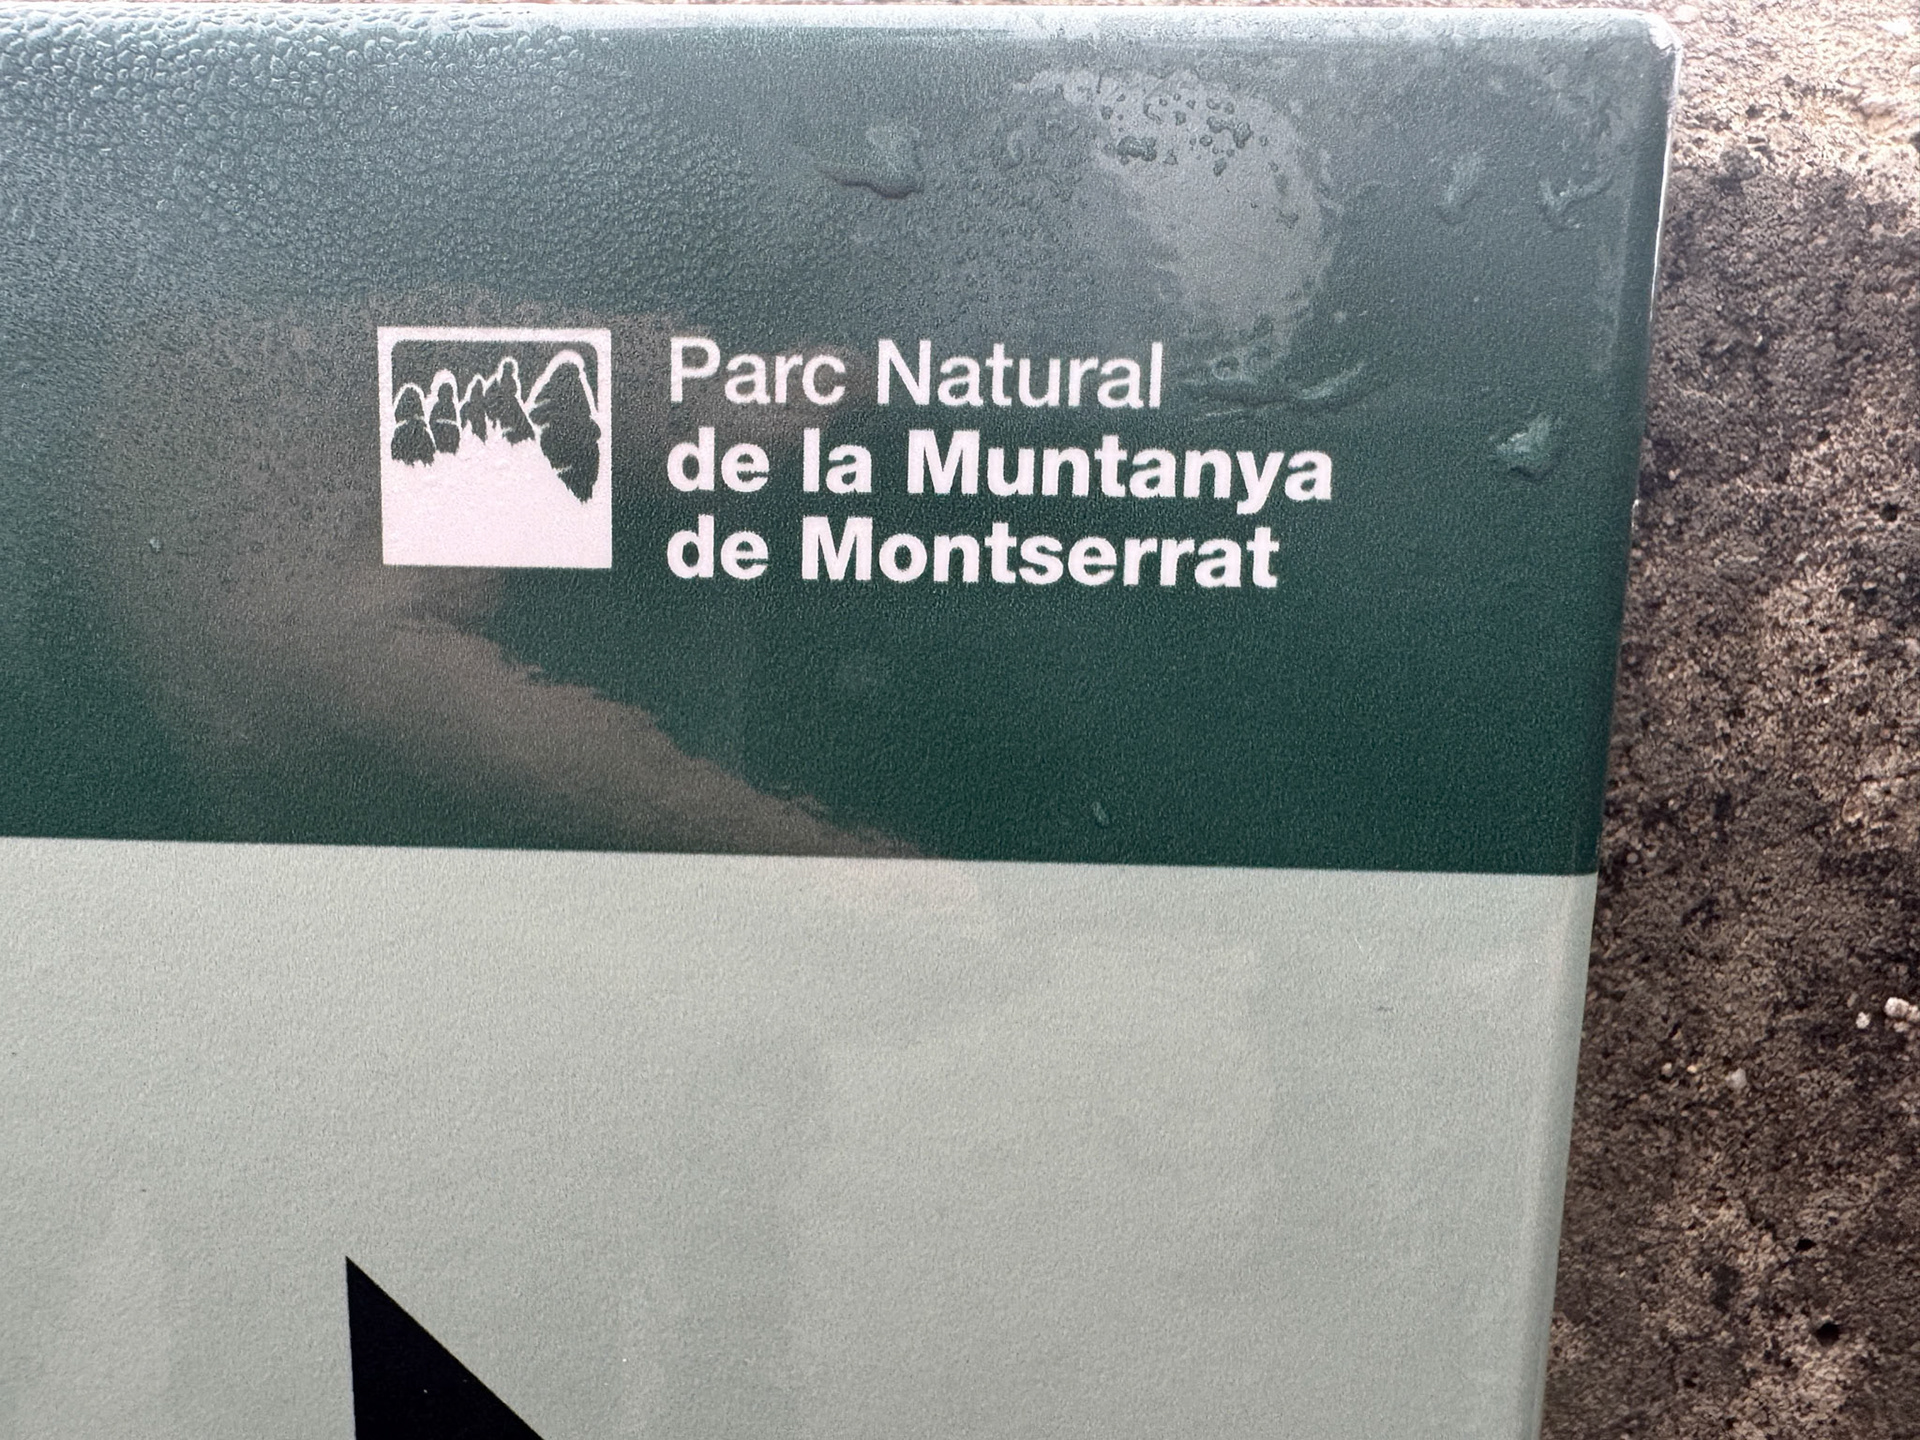 Parc Natural
de la Muntanya
de Montserrat